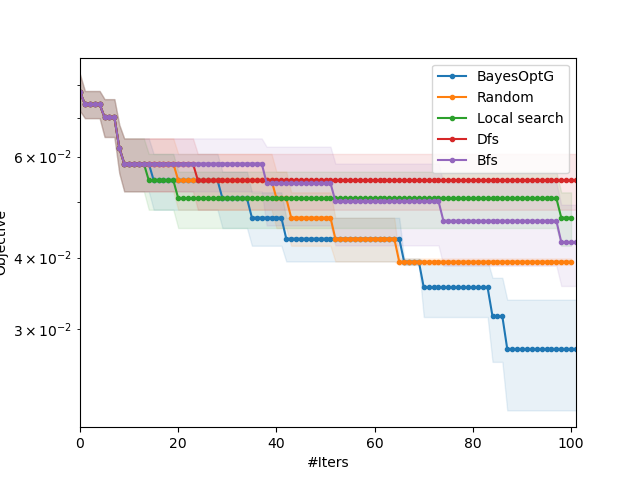 BayesOptG
Random
Local search
Dfs
Bfs
6 × 10⁻²
4 × 10⁻²
3 × 10⁻²
Objective
0 20 40 60 80 100
#Iters